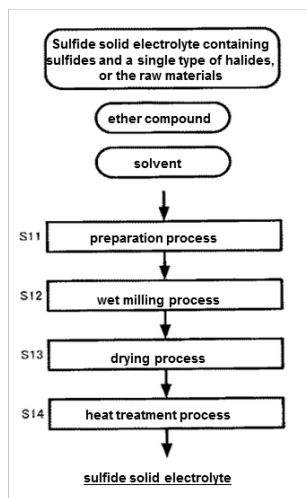 Sulfide solid electrolyte containing
sulfides and a single type of halides,
or the raw materials
ether compound
solvent
S11
preparation process
S12
wet milling process
S13
drying process
S14
heat treatment process
sulfide solid electrolyte